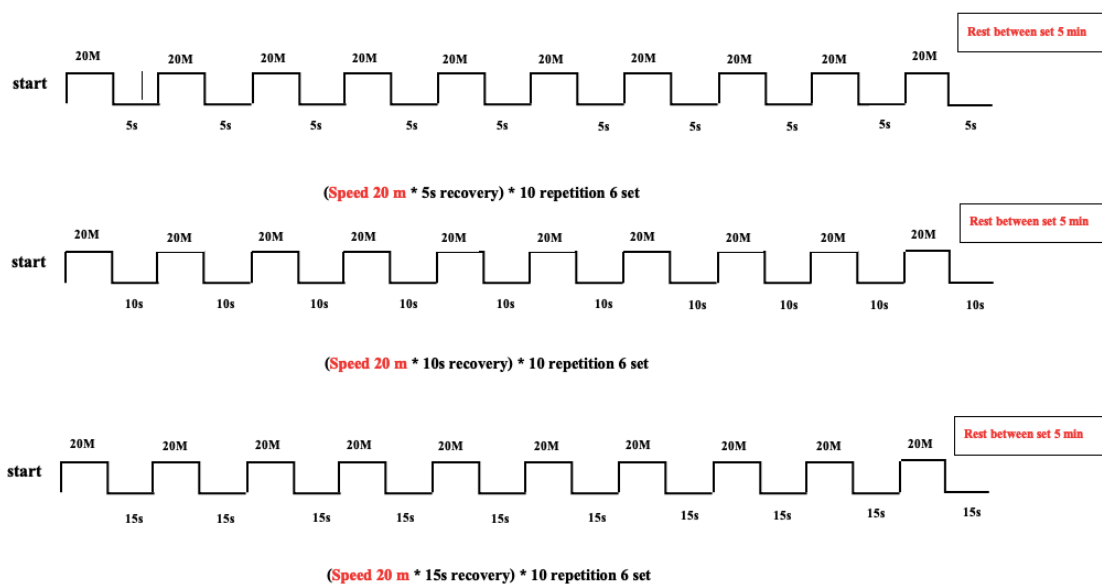 Rest between set 5 min
20M 20M 20M 20M 20M 20M 20M 20M 20M 20M
start
5s 5s 5s 5s 5s 5s 5s 5s 5s 5s
(Speed 20 m * 5s recovery) * 10 repetition 6 set
Rest between set 5 min
20M 20M 20M 20M 20M 20M 20M 20M 20M 20M
start
10s 10s 10s 10s 10s 10s 10s 10s 10s 10s
(Speed 20 m * 10s recovery) * 10 repetition 6 set
Rest between set 5 min
20M 20M 20M 20M 20M 20M 20M 20M 20M 20M
start
15s 15s 15s 15s 15s 15s 15s 15s 15s 15s
(Speed 20 m * 15s recovery) * 10 repetition 6 set